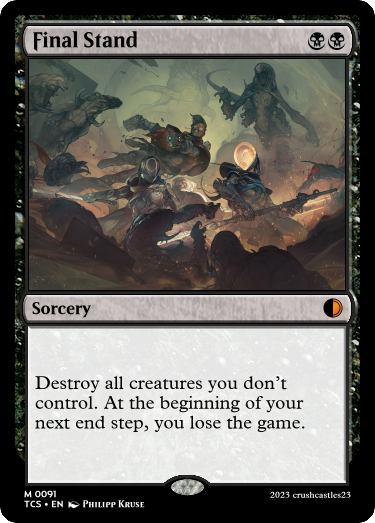 Final Stand
Sorcery
Destroy all creatures you don't
control. At the beginning of your
next end step, you lose the game.
M 0091
TCS • EN Philipp Kruse
2023 crushcastles23